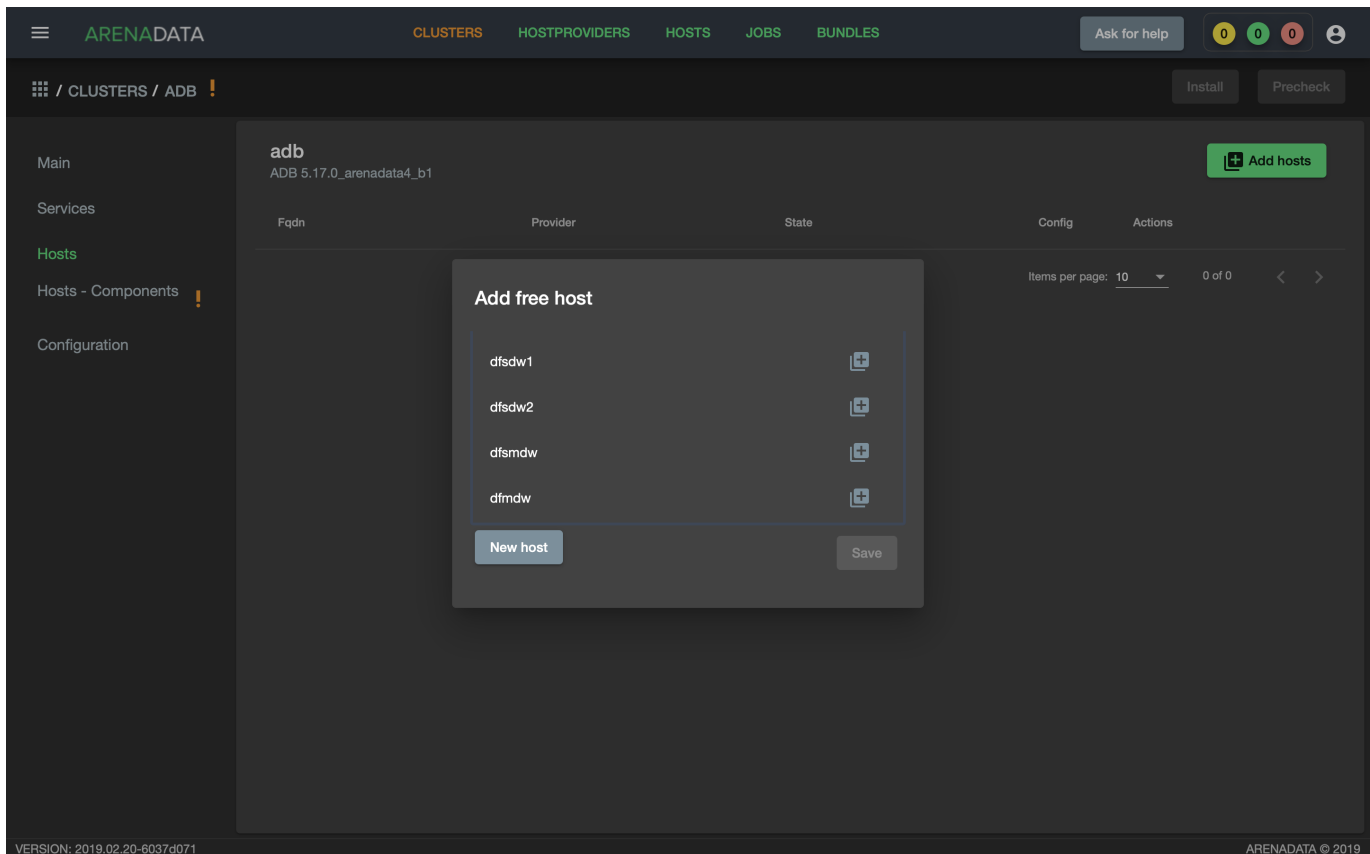 ARENADATA CLUSTERS HOSTPROVIDERS HOSTS JOBS BUNDLES Ask for help 0 0 0
/ CLUSTERS / ADB ! Install Precheck
Main
Services
Hosts
Hosts - Components !
Configuration
adb
ADB 5.17.0_arenadata4_b1
Add hosts
Fqdn Provider State Config Actions
Items per page: 10 0 of 0
Add free host
dfsdw1
dfsdw2
dfsmdw
dfmdw
New host Save
VERSION: 2019.02.20-6037d071 ARENADATA © 2019